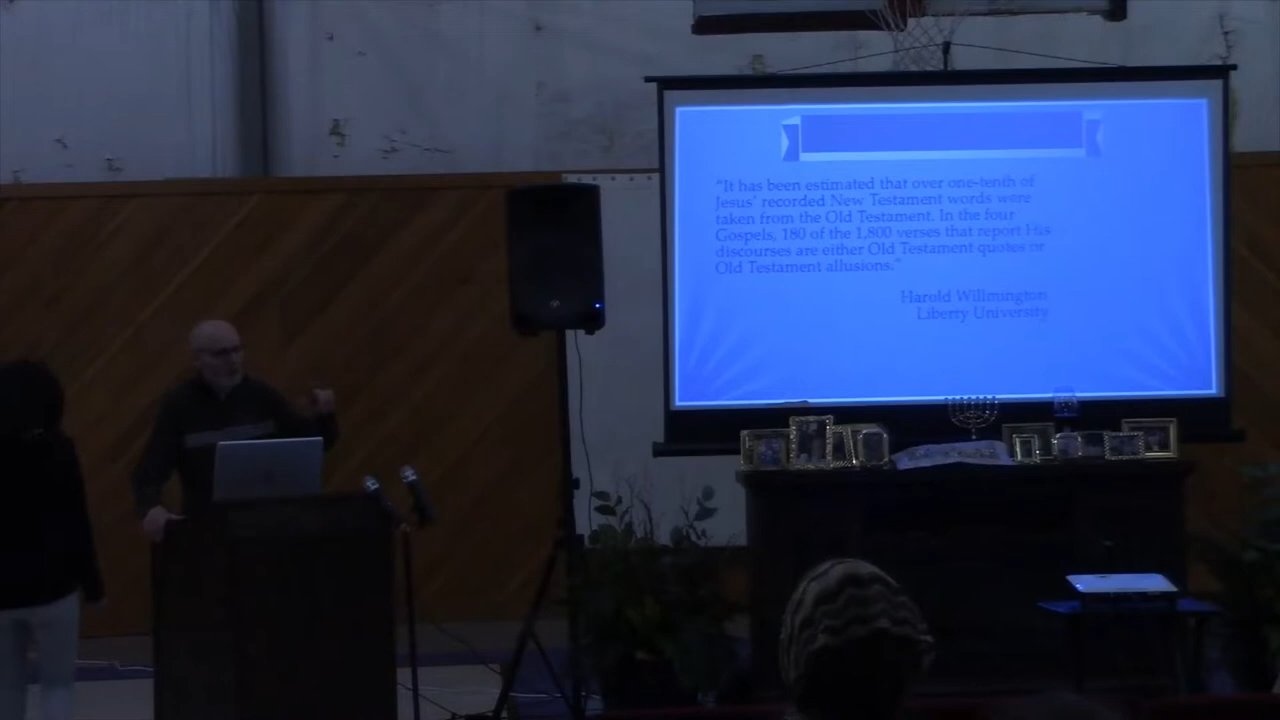 “It has been estimated that over one-tenth of
Jesus’ recorded New Testament words were
taken from the Old Testament. In the four
Gospels, 180 of the 1,800 verses that report His
discourses are either Old Testament quotes or
Old Testament allusions.”
Harold Willmington
Liberty University